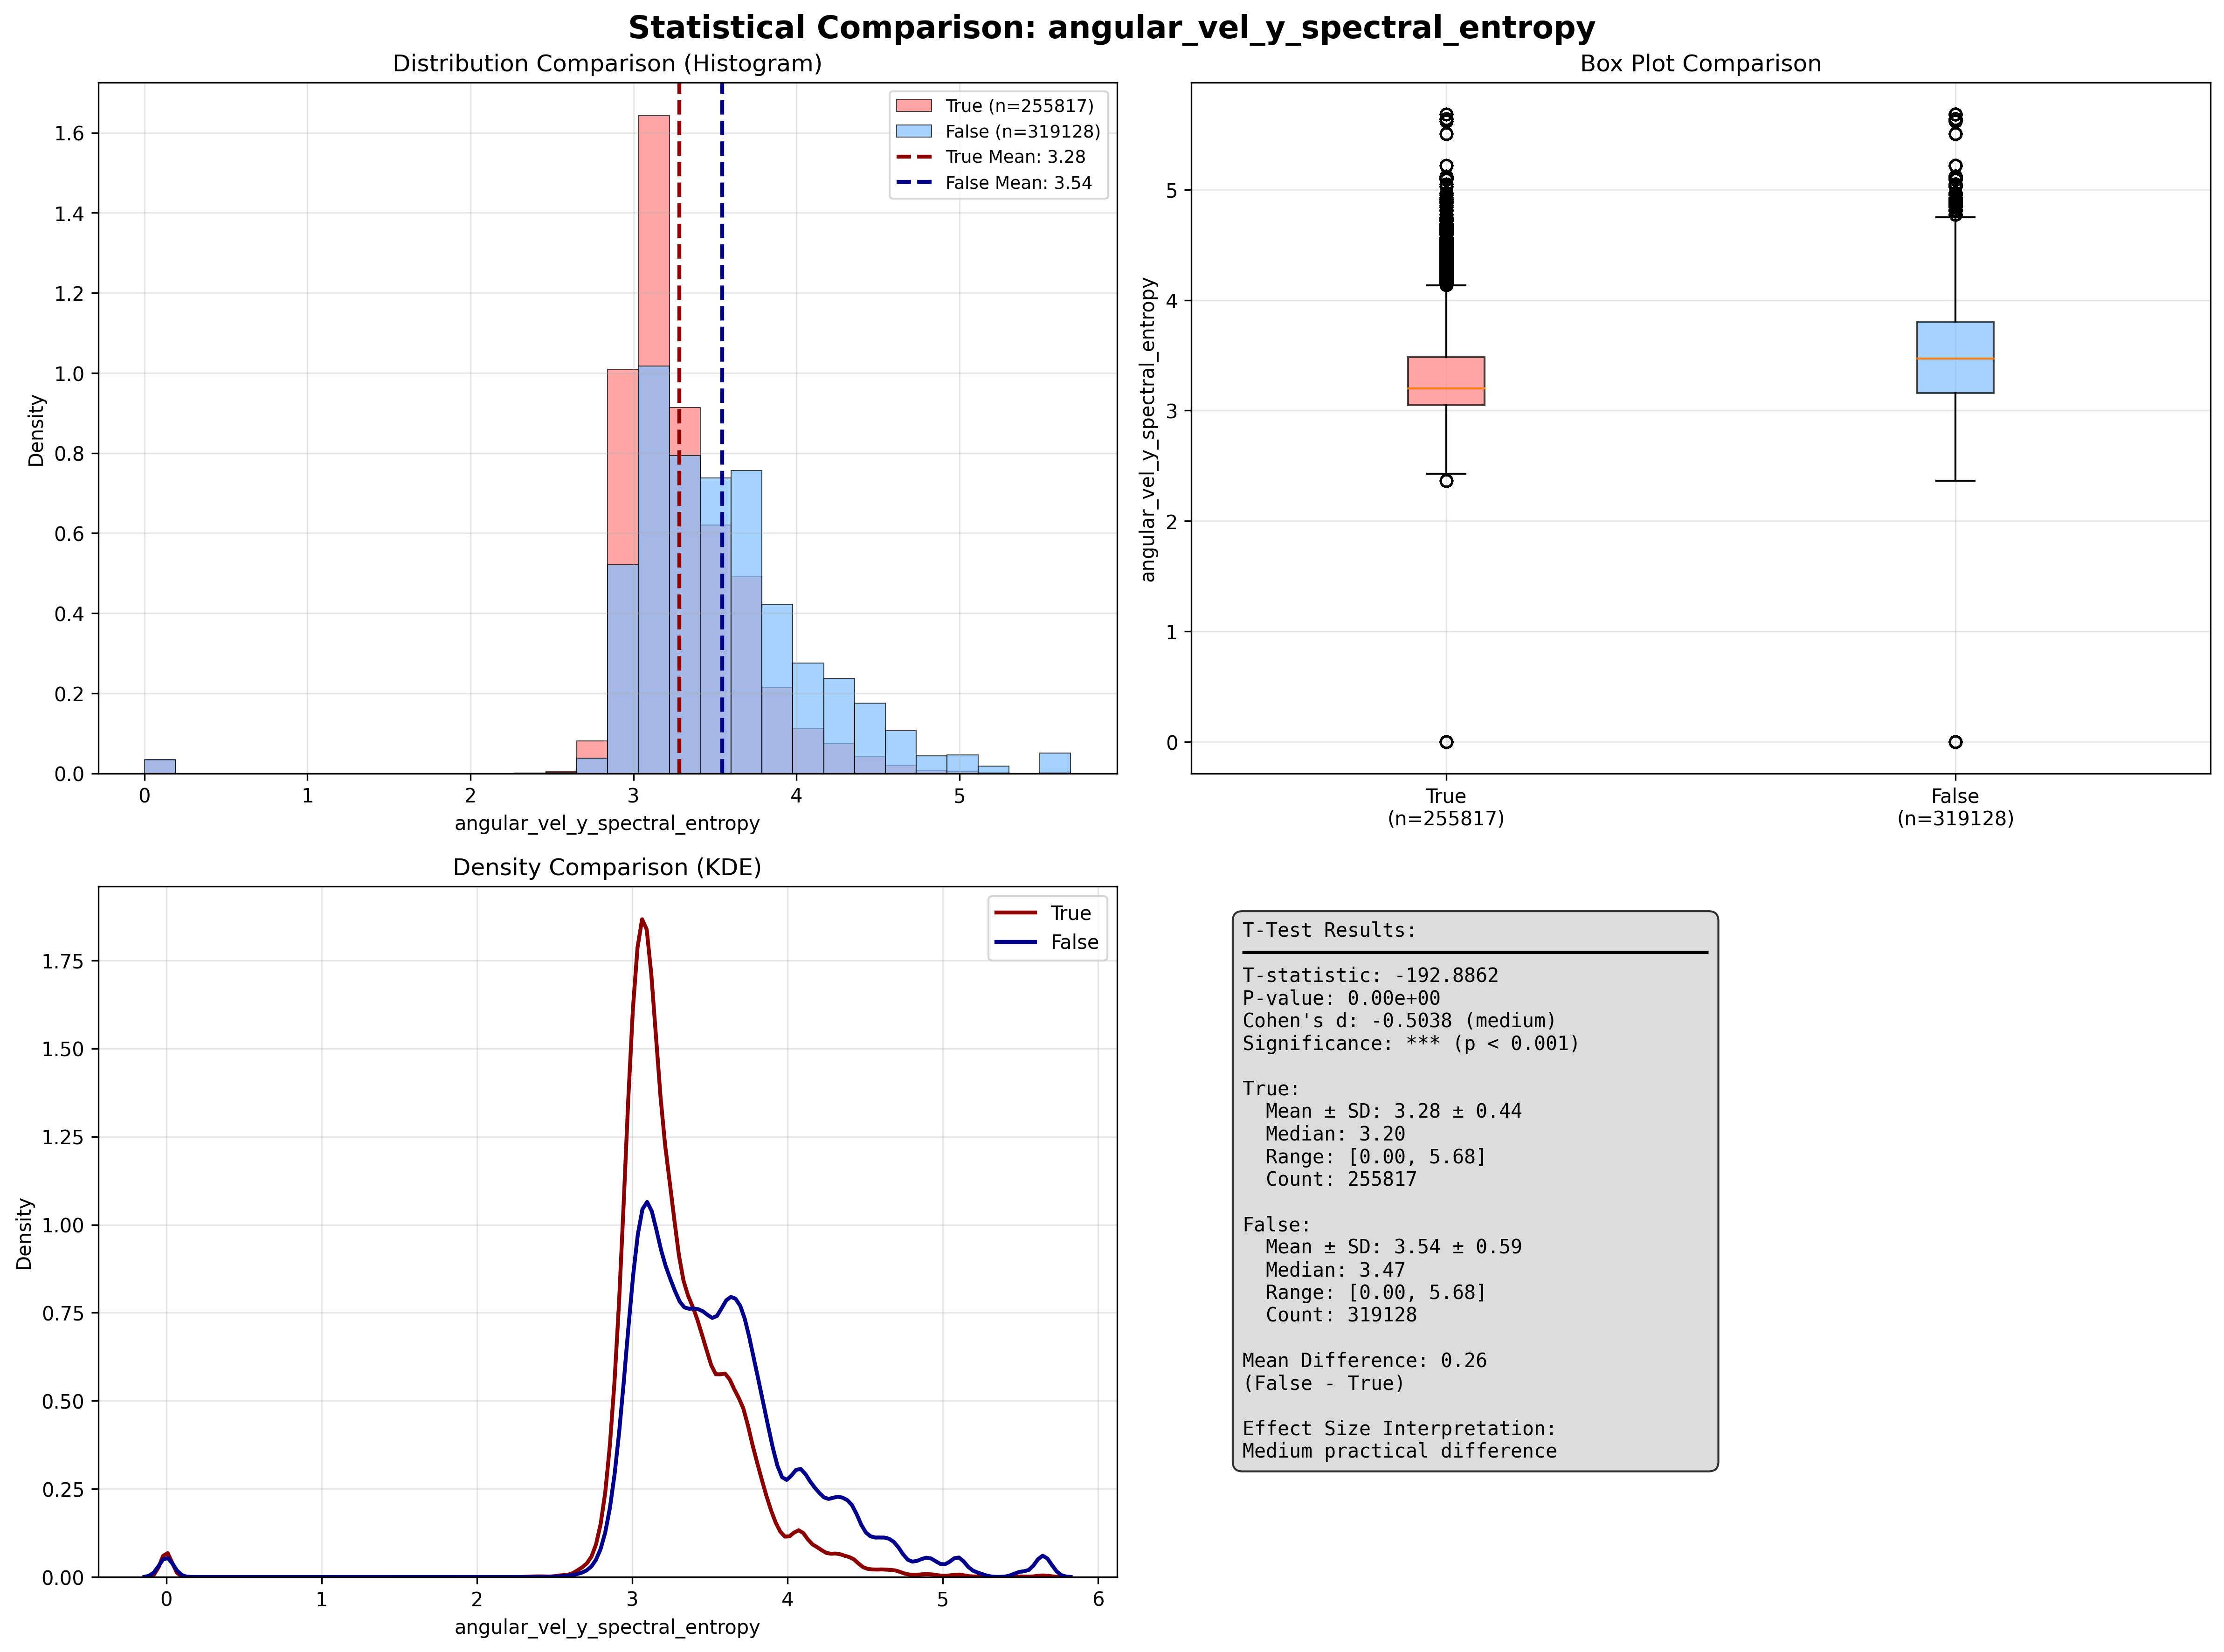 Statistical Comparison: angular_vel_y_spectral_entropy
Distribution Comparison (Histogram)
True (n=255817)
False (n=319128)
True Mean: 3.28
False Mean: 3.54
1.6
1.4
1.2
1.0
0.8
0.6
0.4
0.2
0.0
Density
0 1 2 3 4 5
angular_vel_y_spectral_entropy
Box Plot Comparison
5
4
3
2
1
0
angular_vel_y_spectral_entropy
True False
(n=255817) (n=319128)
Density Comparison (KDE)
True
False
1.75
1.50
1.25
1.00
0.75
0.50
0.25
0.00
Density
0 1 2 3 4 5 6
angular_vel_y_spectral_entropy
T-Test Results:
T-statistic: -192.8862
P-value: 0.00e+00
Cohen's d: -0.5038 (medium)
Significance: *** (p < 0.001)
True:
Mean ± SD: 3.28 ± 0.44
Median: 3.20
Range: [0.00, 5.68]
Count: 255817
False:
Mean ± SD: 3.54 ± 0.59
Median: 3.47
Range: [0.00, 5.68]
Count: 319128
Mean Difference: 0.26
(False - True)
Effect Size Interpretation:
Medium practical difference